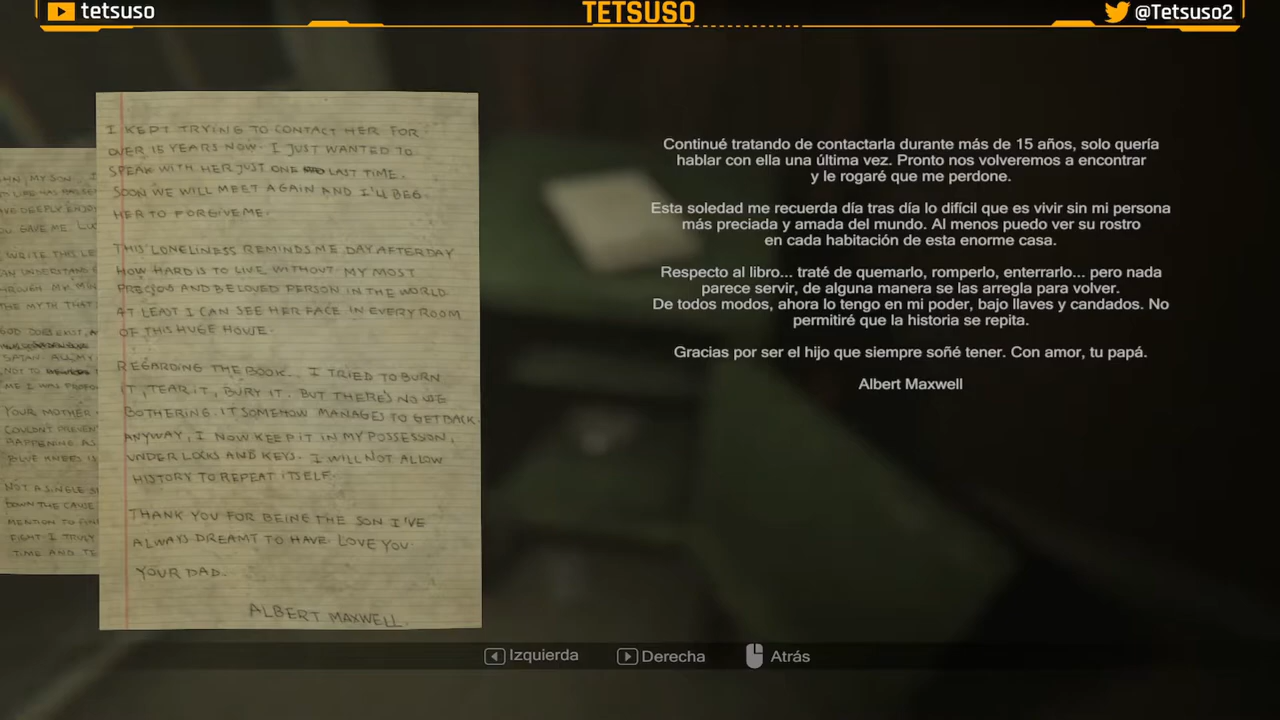 tetsuso
TETSUSO
@Tetsuso2
I KEPT TRYING TO CONTACT HER FOR
OVER 15 YEARS NOW. I JUST WANTED TO
SPEAK WITH HER JUST ONE LAST TIME.
SOON WE WILL MEET AGAIN AND I'LL BEG
HER TO FORGIVE ME.
THIS LONELINESS REMINDS ME DAY AFTER DAY
HOW HARD IS TO LIVE WITHOUT MY MOST
PRECIOUS AND BELOVED PERSON IN THE WORLD.
AT LEAST I CAN SEE HER FACE IN EVERY ROOM
OF THIS HUGE HOUSE.
REGARDING THE BOOK... I TRIED TO BURN
IT, TEAR IT, BURY IT. BUT THERE'S NO USE
BOTHERING. IT SOMEHOW MANAGES TO GET BACK.
ANYWAY, I NOW KEEP IT IN MY POSSESSION,
UNDER LOCKS AND KEYS. I WILL NOT ALLOW
HISTORY TO REPEAT ITSELF.
THANK YOU FOR BEING THE SON I'VE
ALWAYS DREAMT TO HAVE. LOVE YOU.
YOUR DAD.
ALBERT MAXWELL.
Continué tratando de contactarla durante más de 15 años, solo quería
hablar con ella una última vez. Pronto nos volveremos a encontrar
y le rogaré que me perdone.
Esta soledad me recuerda día tras día lo difícil que es vivir sin mi persona
más preciada y amada del mundo. Al menos puedo ver su rostro
en cada habitación de esta enorme casa.
Respecto al libro... traté de quemarlo, romperlo, enterrarlo... pero nada
parece servir, de alguna manera se las arregla para volver.
De todos modos, ahora lo tengo en mi poder, bajo llaves y candados. No
permitiré que la historia se repita.
Gracias por ser el hijo que siempre soñé tener. Con amor, tu papá.
Albert Maxwell
Izquierda
Derecha
Atrás